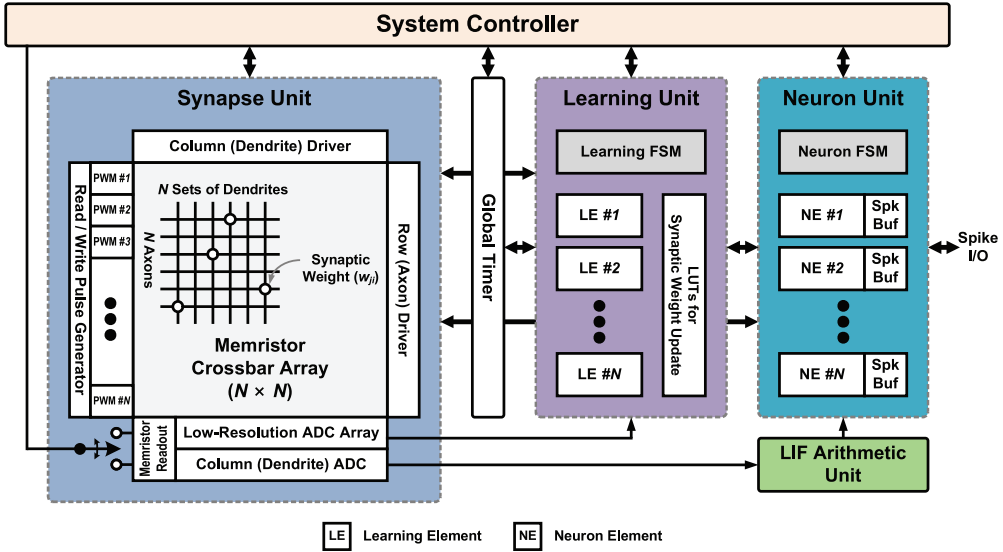 System Controller
Synapse Unit
Column (Dendrite) Driver
Read / Write Pulse Generator
PWM #1
PWM #2
PWM #3
PWM #N
N Sets of Dendrites
N Axons
Synaptic
Weight (wji)
Memristor
Crossbar Array
(N × N)
Row (Axon) Driver
Memristor
Readout
Low-Resolution ADC Array
Column (Dendrite) ADC
Global Timer
Learning Unit
Learning FSM
LE #1
LE #2
LE #N
LUTs for
Synaptic Weight Update
Neuron Unit
Neuron FSM
NE #1
Spk
Buf
NE #2
Spk
Buf
NE #N
Spk
Buf
Spike
I/O
LIF Arithmetic
Unit
LE Learning Element
NE Neuron Element